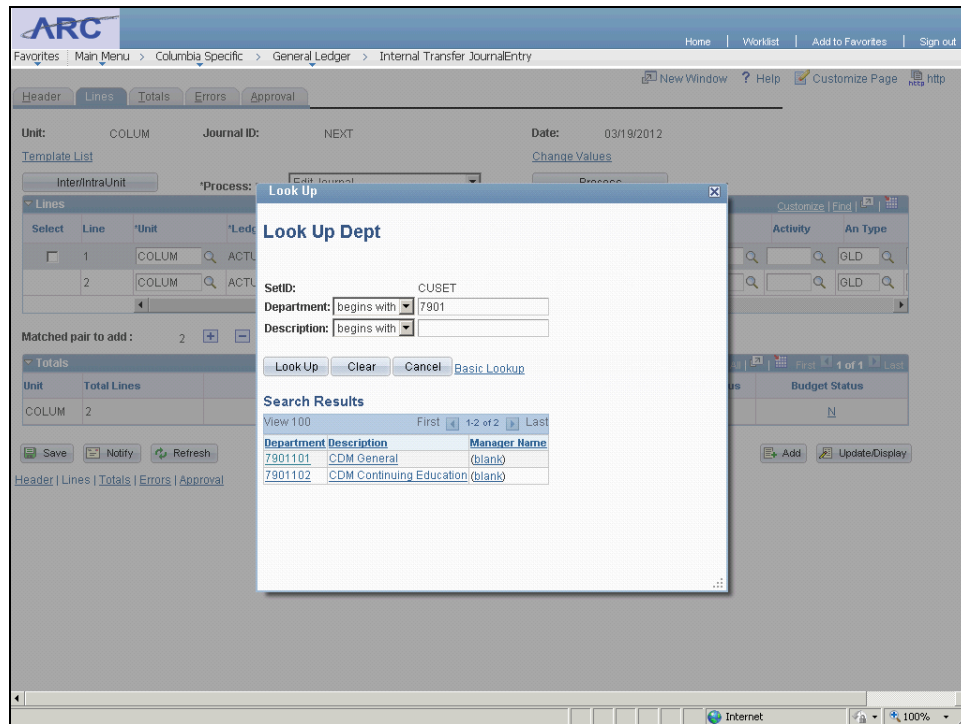 ARC
Home | Worklist | Add to Favorites | Sign out
Favorites Main Menu > Columbia Specific > General Ledger > Internal Transfer JournalEntry
New Window ? Help Customize Page http
Header Lines Totals Errors Approval
Unit: COLUM Journal ID: NEXT Date: 03/19/2012
Template List Change Values
Inter/IntraUnit *Process: Edit Journal Process
Lines Customize | Find |
Select Line *Unit *Ledg Activity An Type
1 COLUM ACTU GLD
2 COLUM ACTU GLD
Matched pair to add : 2
Totals First 1 of 1 Last
Unit Total Lines us Budget Status
COLUM 2 N
Save Notify Refresh Add Update/Display
Header | Lines | Totals | Errors | Approval
Look Up
Look Up Dept
SetID: CUSET
Department: begins with 7901
Description: begins with
Look Up Clear Cancel Basic Lookup
Search Results
View 100 First 1-2 of 2 Last
Department Description Manager Name
7901101 CDM General (blank)
7901102 CDM Continuing Education (blank)
Internet 100%